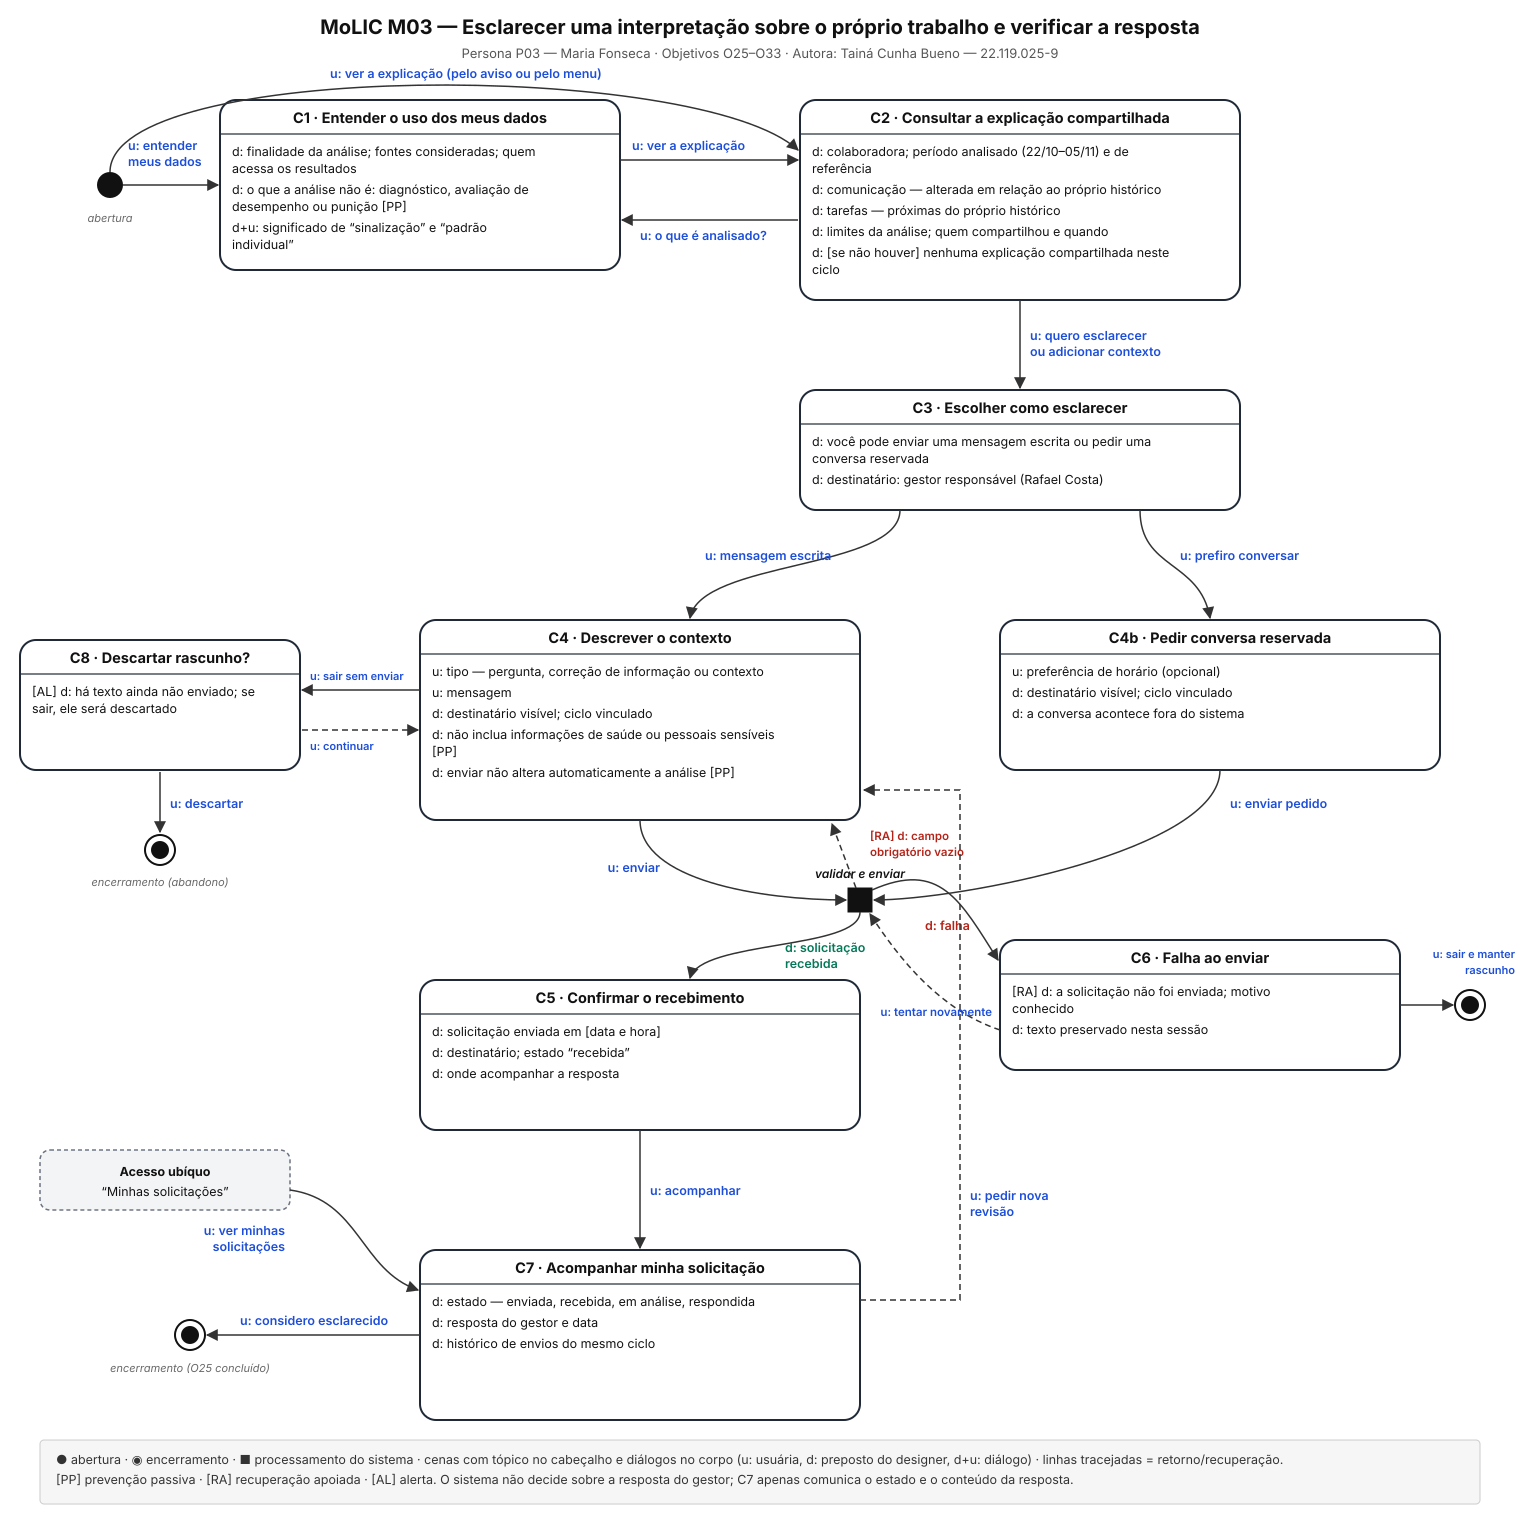 MoLIC M03 — Esclarecer uma interpretação sobre o próprio trabalho e verificar a resposta
Persona P03 — Maria Fonseca · Objetivos O25–O33 · Autora: Tainá Cunha Bueno — 22.119.025-9
u: ver a explicação (pelo aviso ou pelo menu)
u: entender
meus dados
abertura
C1 · Entender o uso dos meus dados
d: finalidade da análise; fontes consideradas; quem
acessa os resultados
d: o que a análise não é: diagnóstico, avaliação de
desempenho ou punição [PP]
d+u: significado de “sinalização” e “padrão
individual”
u: ver a explicação
u: o que é analisado?
C2 · Consultar a explicação compartilhada
d: colaboradora; período analisado (22/10–05/11) e de
referência
d: comunicação — alterada em relação ao próprio histórico
d: tarefas — próximas do próprio histórico
d: limites da análise; quem compartilhou e quando
d: [se não houver] nenhuma explicação compartilhada neste
ciclo
u: quero esclarecer
ou adicionar contexto
C3 · Escolher como esclarecer
d: você pode enviar uma mensagem escrita ou pedir uma
conversa reservada
d: destinatário: gestor responsável (Rafael Costa)
u: mensagem escrita
u: prefiro conversar
C8 · Descartar rascunho?
[AL] d: há texto ainda não enviado; se
sair, ele será descartado
u: sair sem enviar
u: continuar
u: descartar
encerramento (abandono)
C4 · Descrever o contexto
u: tipo — pergunta, correção de informação ou contexto
u: mensagem
d: destinatário visível; ciclo vinculado
d: não inclua informações de saúde ou pessoais sensíveis
[PP]
d: enviar não altera automaticamente a análise [PP]
C4b · Pedir conversa reservada
u: preferência de horário (opcional)
d: destinatário visível; ciclo vinculado
d: a conversa acontece fora do sistema
u: enviar
[RA] d: campo
obrigatório vazio
validar e enviar
u: enviar pedido
d: falha
d: solicitação
recebida
u: tentar novamente
C6 · Falha ao enviar
[RA] d: a solicitação não foi enviada; motivo
conhecido
d: texto preservado nesta sessão
u: sair e manter
rascunho
C5 · Confirmar o recebimento
d: solicitação enviada em [data e hora]
d: destinatário; estado “recebida”
d: onde acompanhar a resposta
Acesso ubíquo
“Minhas solicitações”
u: ver minhas
solicitações
u: acompanhar
u: pedir nova
revisão
C7 · Acompanhar minha solicitação
d: estado — enviada, recebida, em análise, respondida
d: resposta do gestor e data
d: histórico de envios do mesmo ciclo
u: considero esclarecido
encerramento (O25 concluído)
● abertura · ◉ encerramento · ■ processamento do sistema · cenas com tópico no cabeçalho e diálogos no corpo (u: usuária, d: preposto do designer, d+u: diálogo) · linhas tracejadas = retorno/recuperação.
[PP] prevenção passiva · [RA] recuperação apoiada · [AL] alerta. O sistema não decide sobre a resposta do gestor; C7 apenas comunica o estado e o conteúdo da resposta.